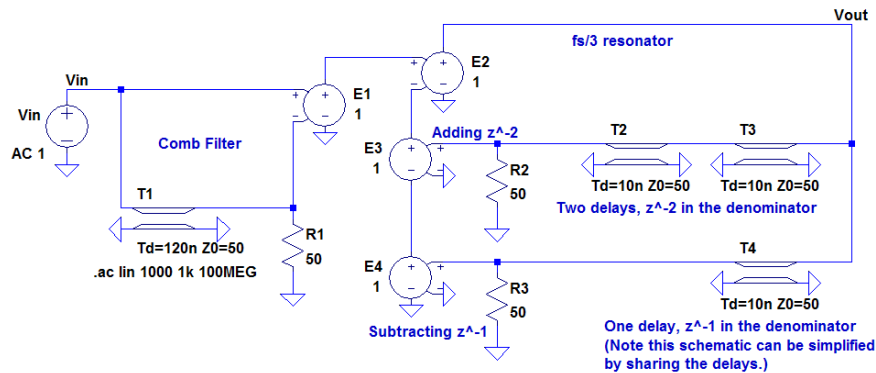 Vout
fs/3 resonator
E2
1
Vin
E1
1
Vin
AC 1
Comb Filter
Adding z^-2
T2
T3
E3
1
R2
50
Td=10n Z0=50
Td=10n Z0=50
T1
Two delays, z^-2 in the denominator
R1
50
Td=120n Z0=50
.ac lin 1000 1k 100MEG
T4
E4
1
R3
50
Td=10n Z0=50
Subtracting z^-1
One delay, z^-1 in the denominator
(Note this schematic can be simplified
by sharing the delays.)